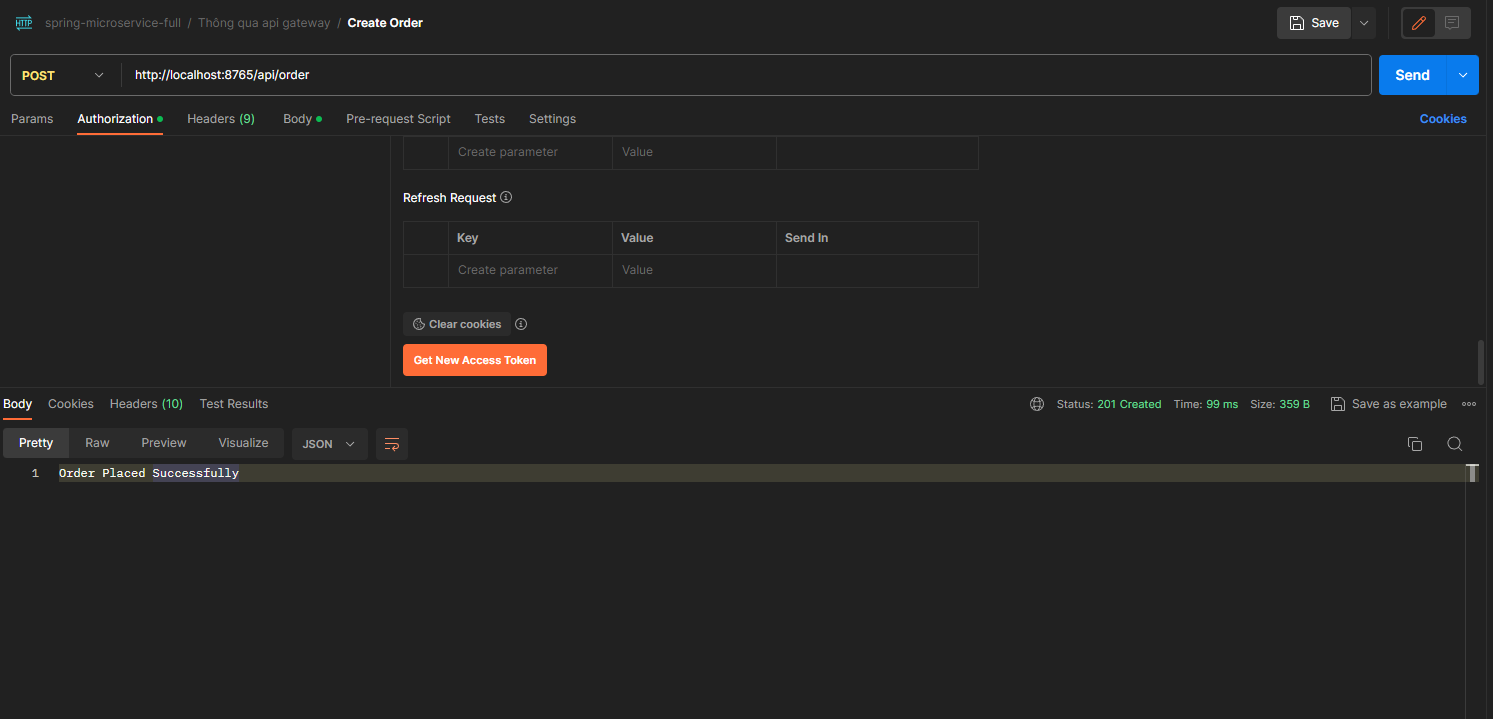 HTTP spring-microservice-full / Thông qua api gateway / Create Order Save
POST http://localhost:8765/api/order Send
Params Authorization Headers (9) Body Pre-request Script Tests Settings Cookies
Create parameter Value
Refresh Request
Key Value Send In
Create parameter Value
Clear cookies
Get New Access Token
Body Cookies Headers (10) Test Results Status: 201 Created Time: 99 ms Size: 359 B Save as example
Pretty Raw Preview Visualize JSON
1 Order Placed Successfully